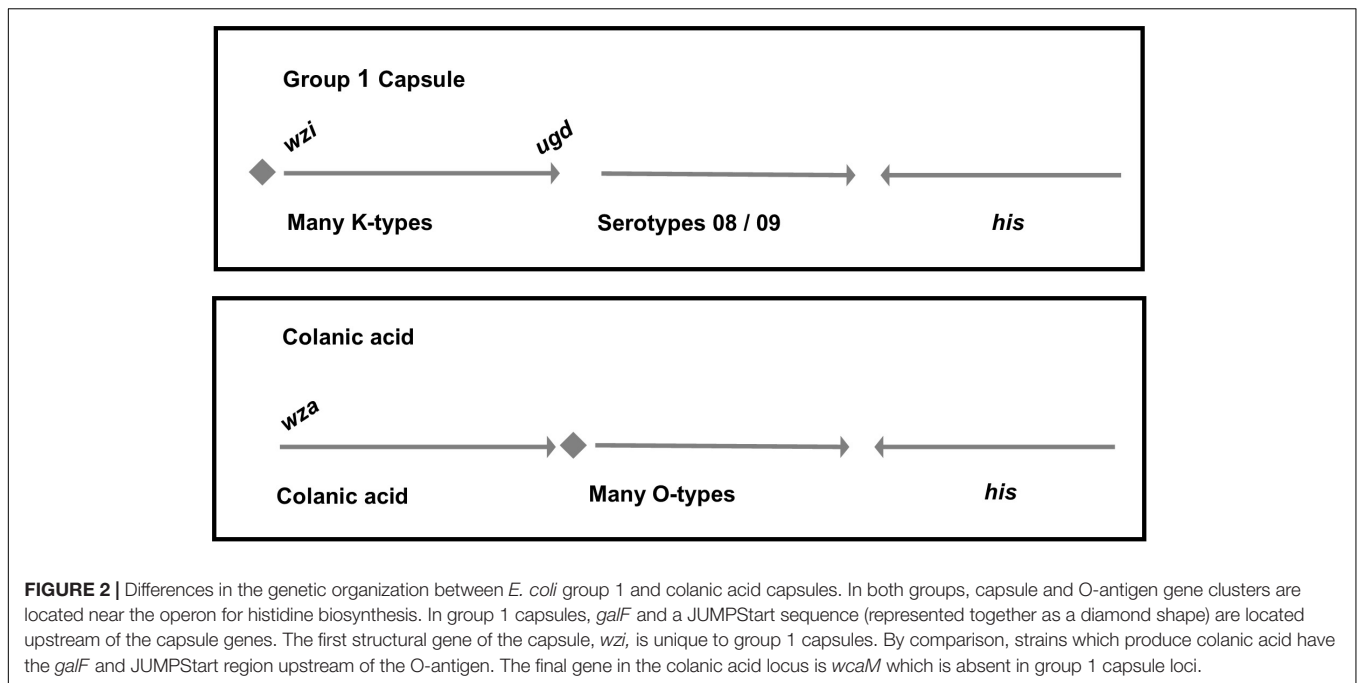 Group 1 Capsule
wzi
ugd
Many K-types
Serotypes 08 / 09
his
Colanic acid
wza
Colanic acid
Many O-types
his
FIGURE 2 | Differences in the genetic organization between E. coli group 1 and colanic acid capsules. In both groups, capsule and O-antigen gene clusters are
located near the operon for histidine biosynthesis. In group 1 capsules, galF and a JUMPStart sequence (represented together as a diamond shape) are located
upstream of the capsule genes. The first structural gene of the capsule, wzi, is unique to group 1 capsules. By comparison, strains which produce colanic acid have
the galF and JUMPStart region upstream of the O-antigen. The final gene in the colanic acid locus is wcaM which is absent in group 1 capsule loci.